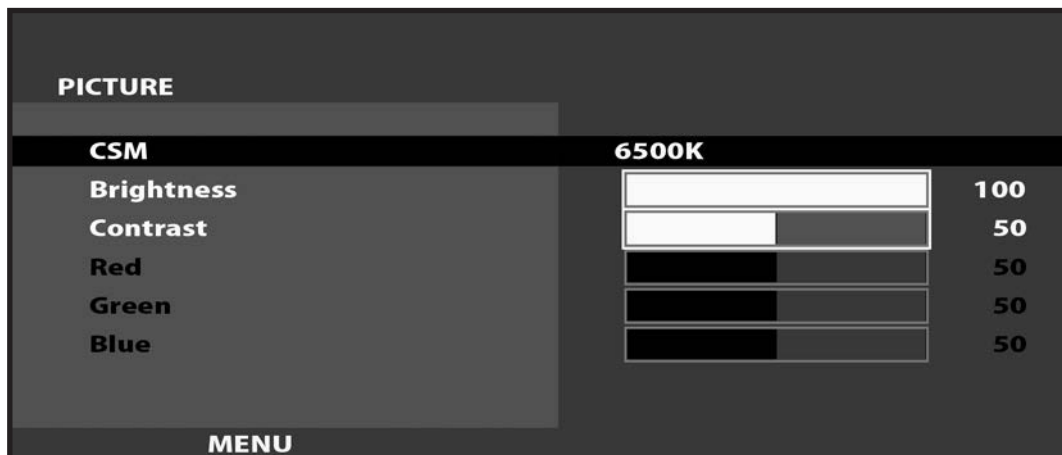 PICTURE
CSM 6500K
Brightness 100
Contrast 50
Red 50
Green 50
Blue 50
MENU